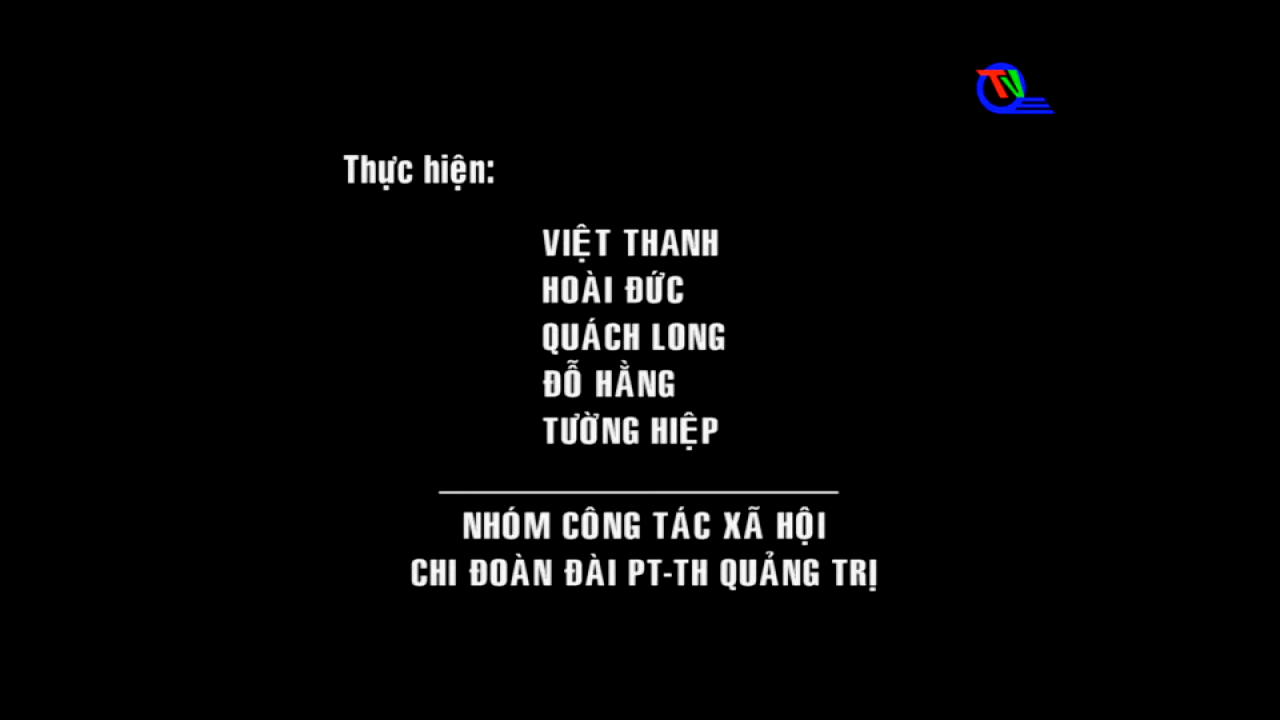 TV
Thực hiện:
VIỆT THANH
HOÀI ĐỨC
QUÁCH LONG
ĐỖ HẰNG
TƯỜNG HIỆP
NHÓM CÔNG TÁC XÃ HỘI
CHI ĐOÀN ĐÀI PT-TH QUẢNG TRỊ